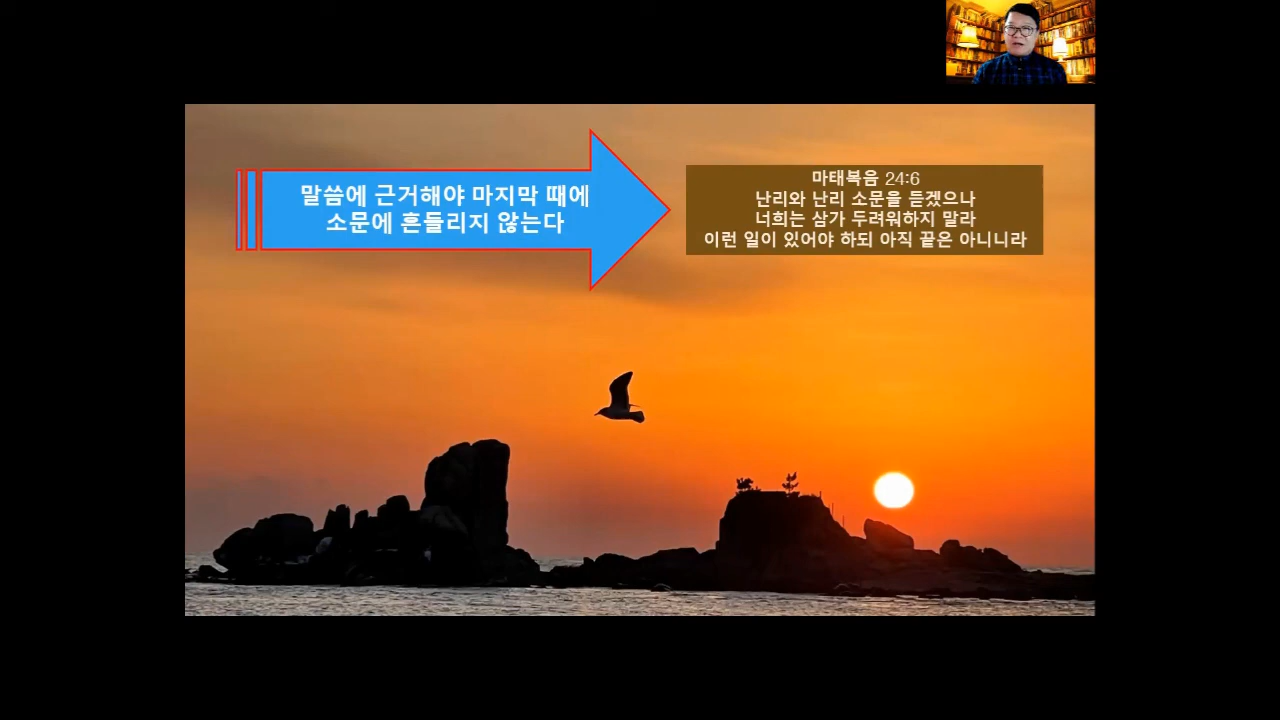 말씀에 근거해야 마지막 때에
소문에 흔들리지 않는다
마태복음 24:6
난리와 난리 소문을 듣겠으나
너희는 삼가 두려워하지 말라
이런 일이 있어야 하되 아직 끝은 아니니라